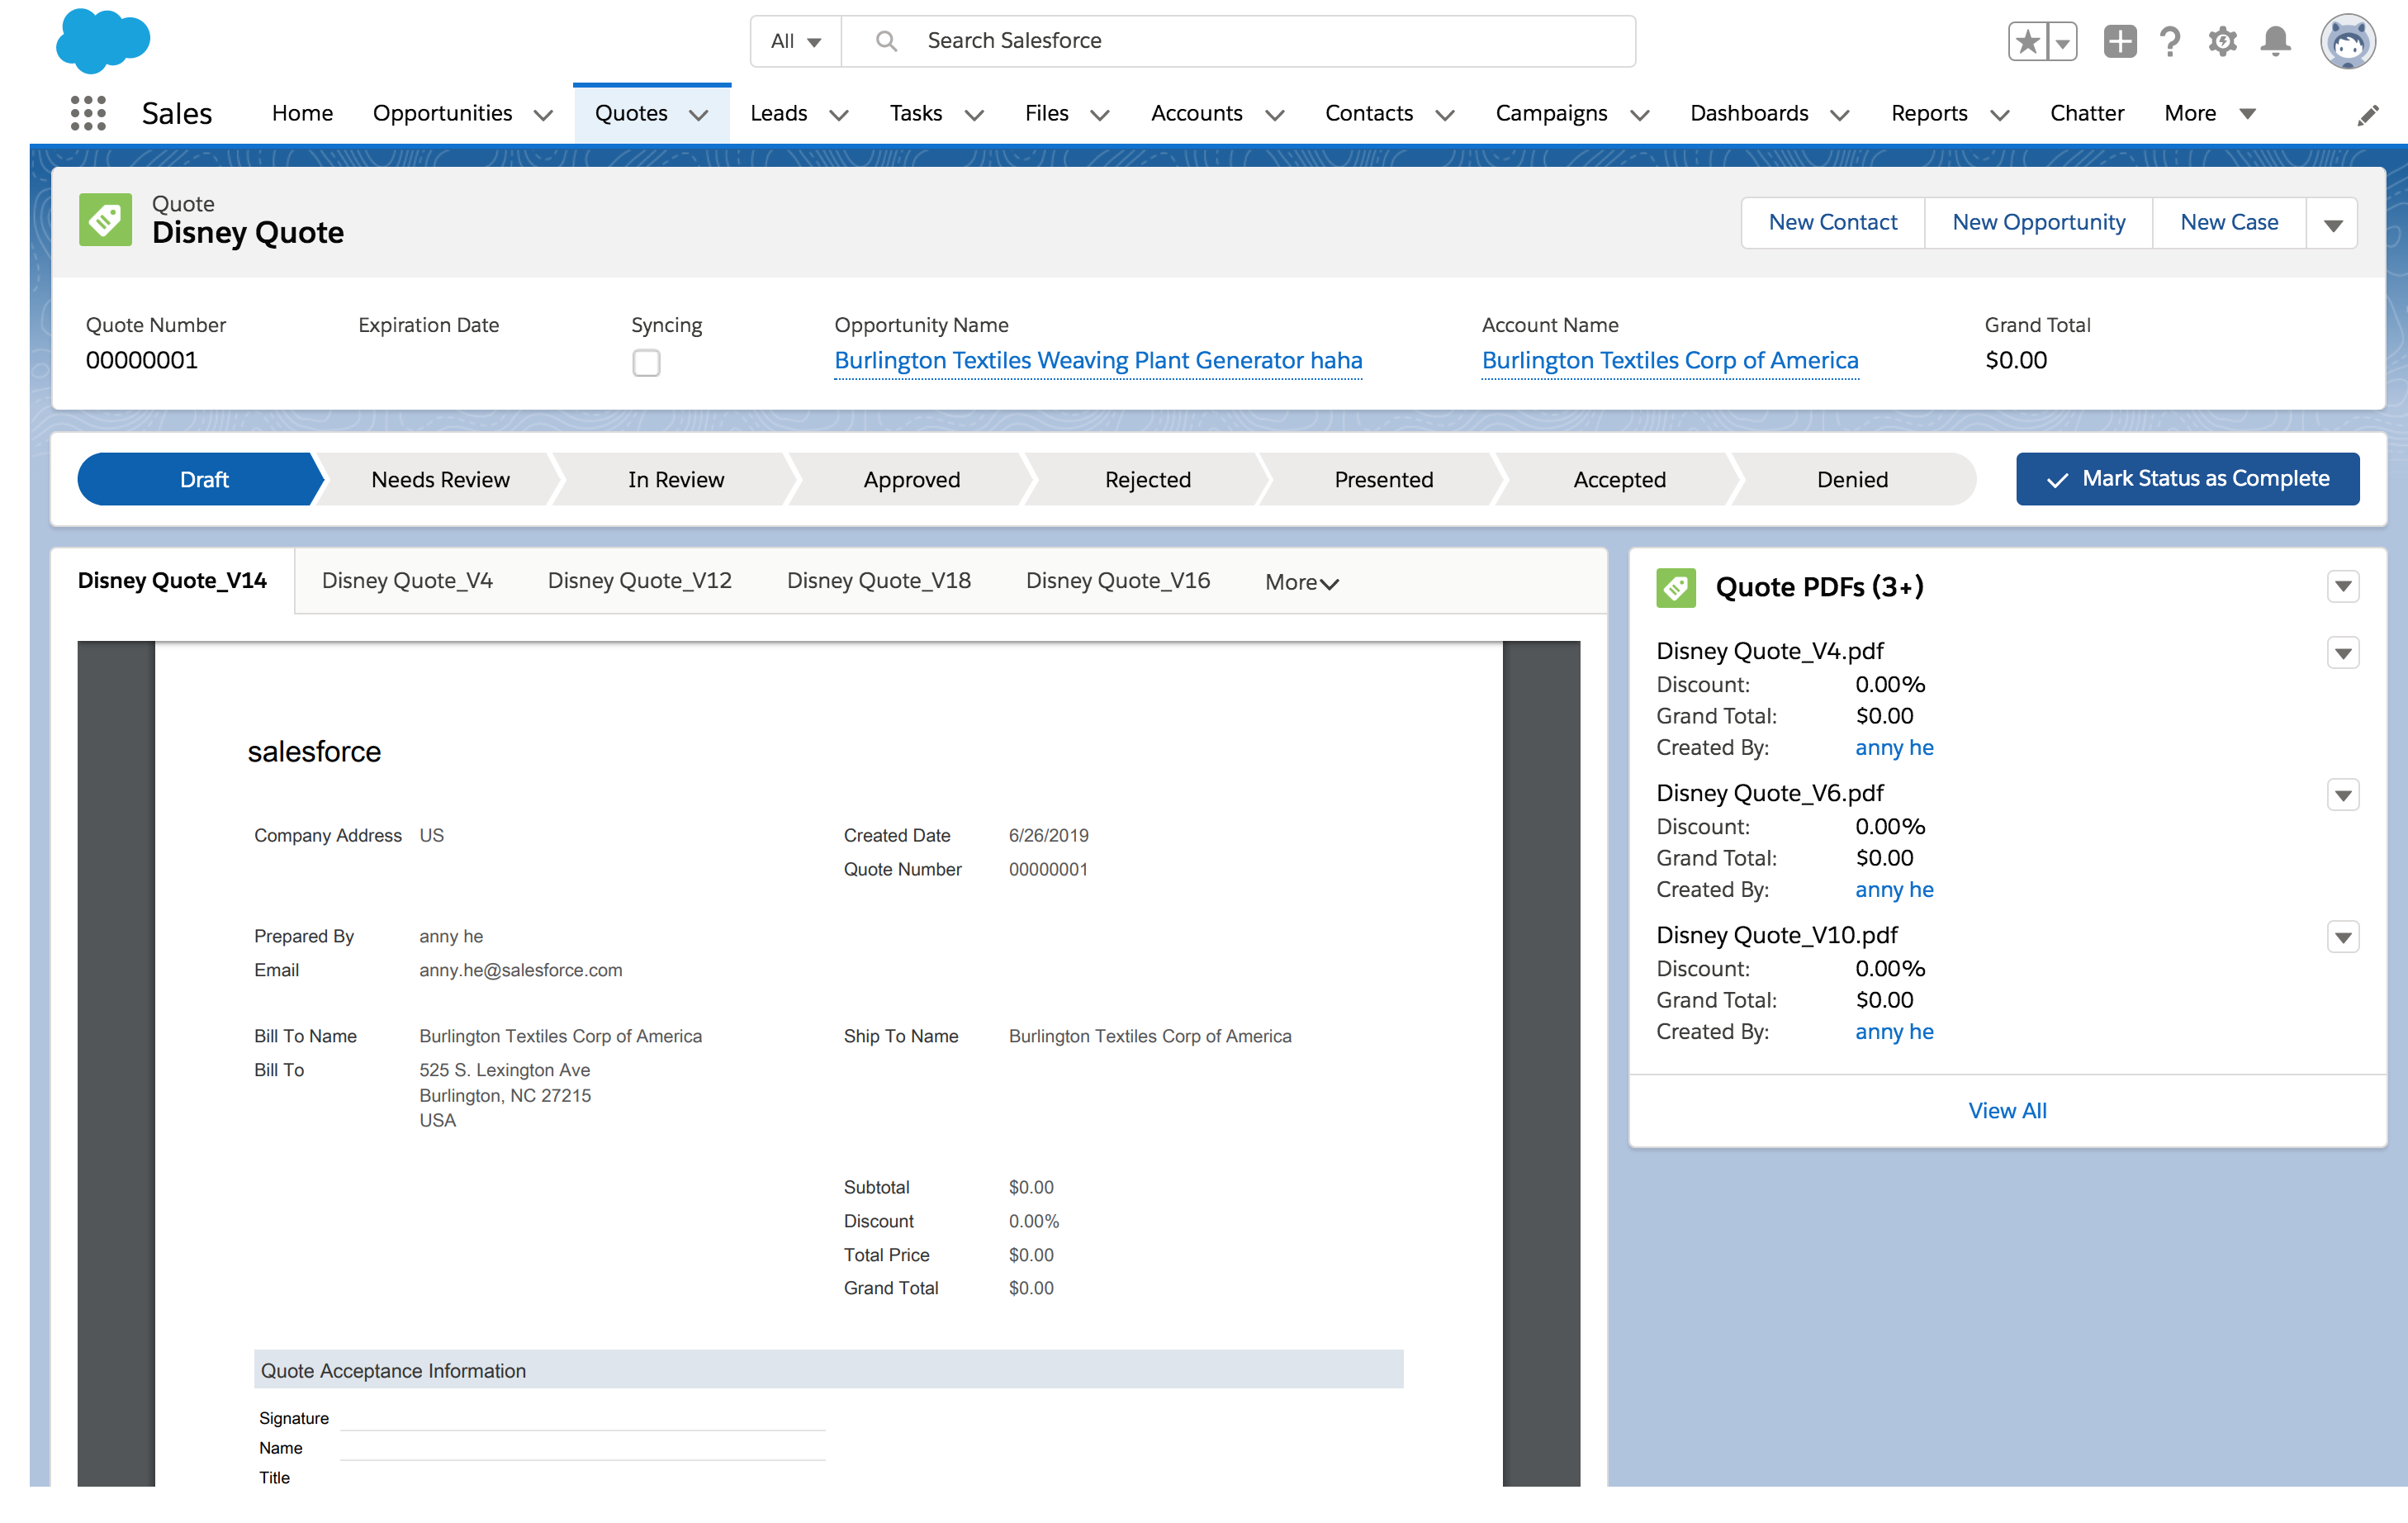 All Search Salesforce
Sales Home Opportunities Quotes Leads Tasks Files Accounts Contacts Campaigns Dashboards Reports Chatter More
Quote
Disney Quote
New Contact New Opportunity New Case
Quote Number Expiration Date Syncing Opportunity Name Account Name Grand Total
00000001 Burlington Textiles Weaving Plant Generator haha Burlington Textiles Corp of America $0.00
Draft Needs Review In Review Approved Rejected Presented Accepted Denied Mark Status as Complete
Disney Quote_V14 Disney Quote_V4 Disney Quote_V12 Disney Quote_V18 Disney Quote_V16 More
salesforce
Company Address US Created Date 6/26/2019
Quote Number 00000001
Prepared By anny he
Email anny.he@salesforce.com
Bill To Name Burlington Textiles Corp of America Ship To Name Burlington Textiles Corp of America
Bill To 525 S. Lexington Ave
Burlington, NC 27215
USA
Subtotal $0.00
Discount 0.00%
Total Price $0.00
Grand Total $0.00
Quote Acceptance Information
Signature
Name
Title
Quote PDFs (3+)
Disney Quote_V4.pdf
Discount: 0.00%
Grand Total: $0.00
Created By: anny he
Disney Quote_V6.pdf
Discount: 0.00%
Grand Total: $0.00
Created By: anny he
Disney Quote_V10.pdf
Discount: 0.00%
Grand Total: $0.00
Created By: anny he
View All